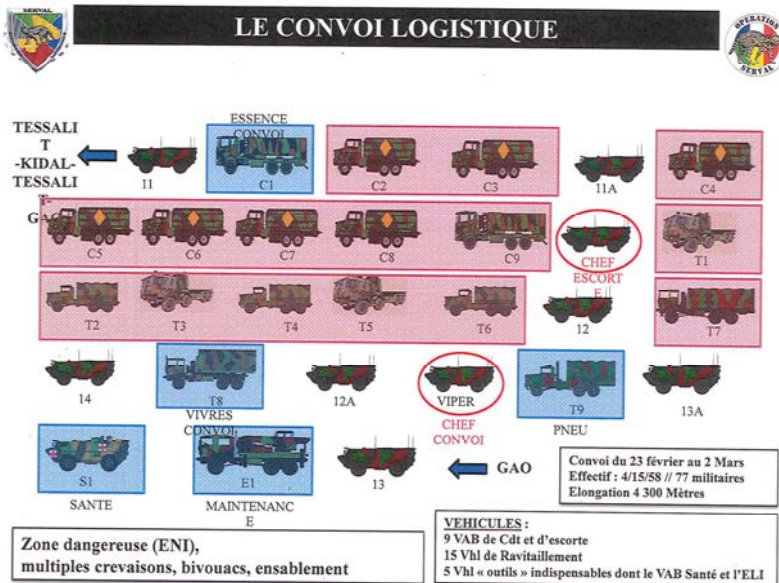 SERVAL
LE CONVOI LOGISTIQUE
OPERATION
SERVAL
TESSALI
T
-KIDAL-
TESSALI
T-
GAO
ESSENCE
CONVOI
11
C1
C2
C3
11A
C4
C5
C6
C7
C8
C9
CHEF
ESCORT
E
T1
T2
T3
T4
T5
T6
12
T7
14
T8
VIVRES
CONVOI
12A
VIPER
CHEF
CONVOI
T9
PNEU
13A
S1
SANTE
E1
MAINTENANC
E
13
GAO
Convoi du 23 février au 2 Mars
Effectif : 4/15/58 // 77 militaires
Elongation 4 300 Mètres
Zone dangereuse (ENI),
multiples crevaisons, bivouacs, ensablement
VEHICULES :
9 VAB de Cdt et d'escorte
15 Vhl de Ravitaillement
5 Vhl « outils » indispensables dont le VAB Santé et l'ELI